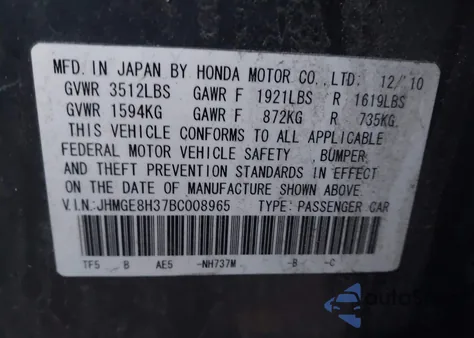 MFD. IN JAPAN BY HONDA MOTOR CO., LTD. 12/10
GVWR 3512LBS GAWR F 1921LBS R 1619LBS
GVWR 1594KG GAWR F 872KG R 735KG
THIS VEHICLE CONFORMS TO ALL APPLICABLE
FEDERAL MOTOR VEHICLE SAFETY , BUMPER,
AND THEFT PREVENTION STANDARDS IN EFFECT
ON THE DATE OF MANUFACTURE SHOWN ABOVE.
V.I.N.:JHMGE8H37BC008965 TYPE: PASSENGER CAR
TF5 B AE5 -NH737M -B -C